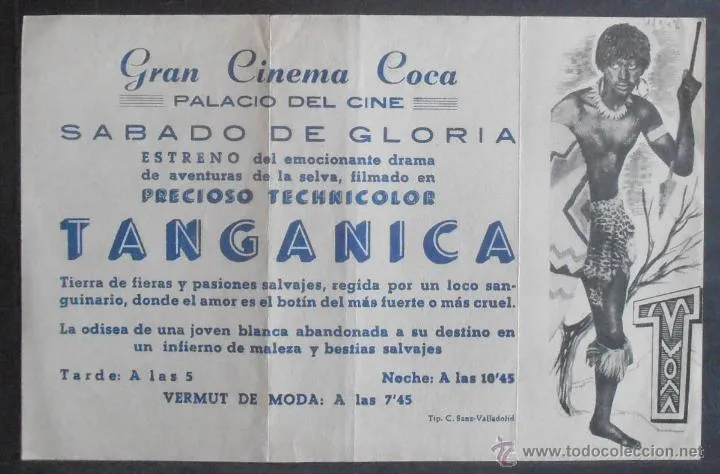 Gran Cinema Coca
PALACIO DEL CINE
SABADO DE GLORIA
ESTRENO del emocionante drama
de aventuras de la selva, filmado en
PRECIOSO TECHNICOLOR
TANGANICA
Tierra de fieras y pasiones salvajes, regida por un loco san-
guinario, donde el amor es el botín del más fuerte o más cruel.
La odisea de una joven blanca abandonada a su destino en
un infierno de maleza y bestias salvajes
Tarde: A las 5 Noche: A las 10'45
VERMUT DE MODA: A las 7'45
Tip. C. Sanz-Valladolid
T
todocoleccion
www.todocoleccion.net